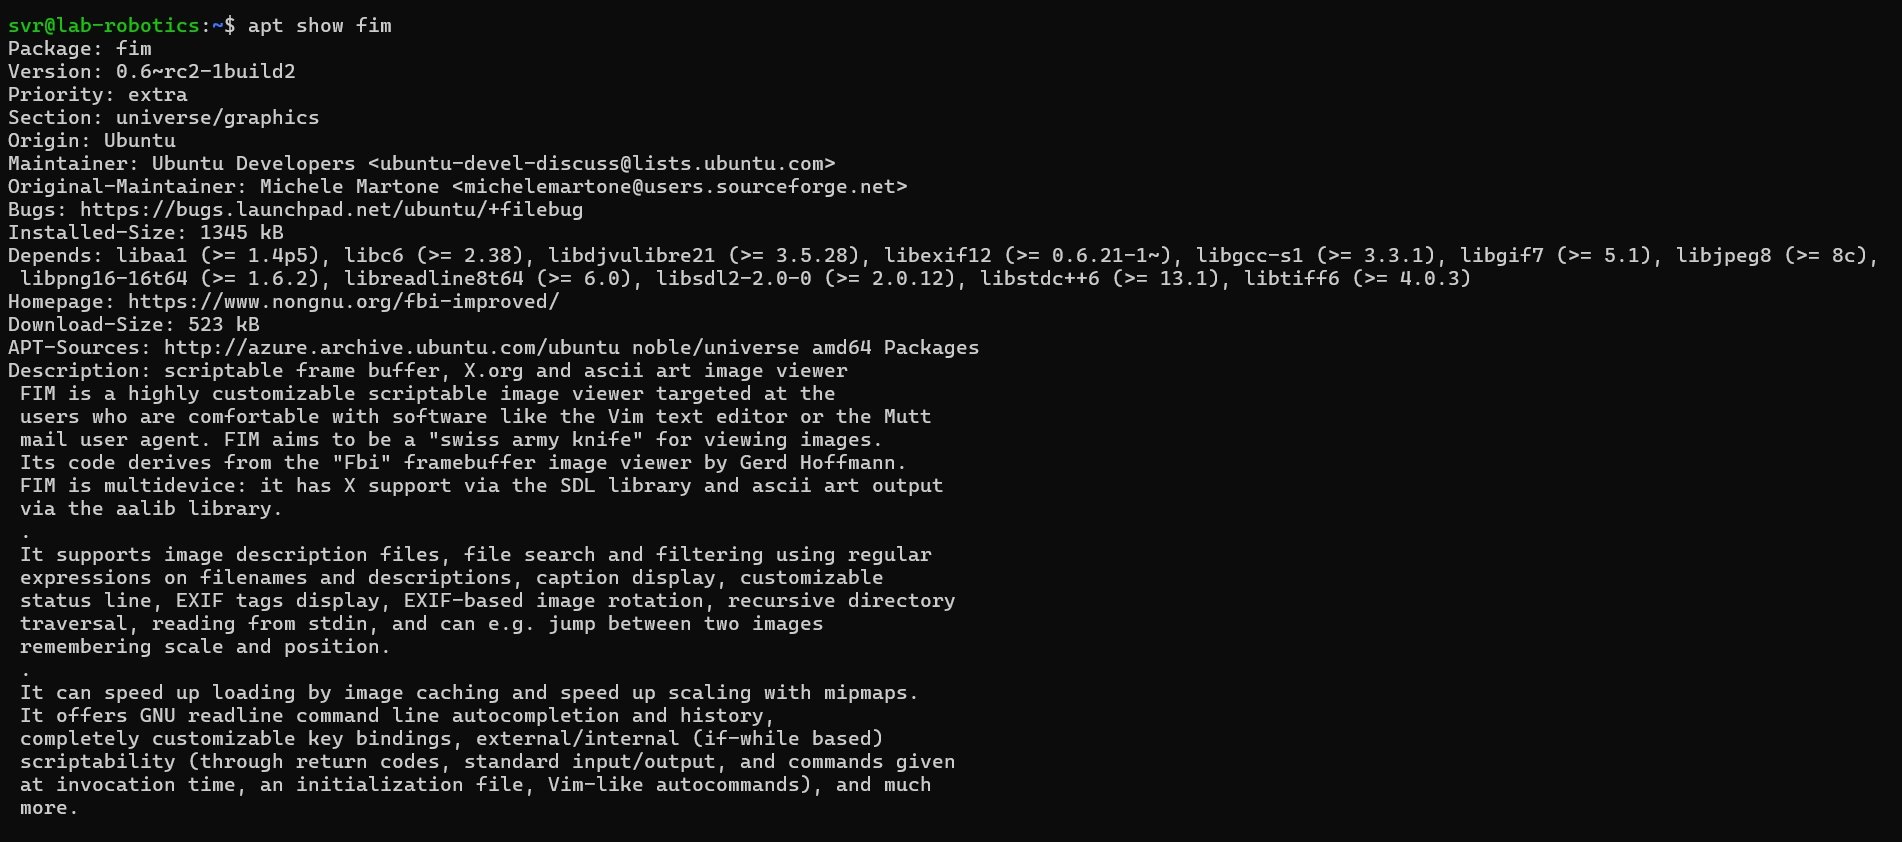 svr@lab-robotics:~$ apt show fim
Package: fim
Version: 0.6~rc2-1build2
Priority: extra
Section: universe/graphics
Origin: Ubuntu
Maintainer: Ubuntu Developers <ubuntu-devel-discuss@lists.ubuntu.com>
Original-Maintainer: Michele Martone <michelemartone@users.sourceforge.net>
Bugs: https://bugs.launchpad.net/ubuntu/+filebug
Installed-Size: 1345 kB
Depends: libaa1 (>= 1.4p5), libc6 (>= 2.38), libdjvulibre21 (>= 3.5.28), libexif12 (>= 0.6.21-1~), libgcc-s1 (>= 3.3.1), libgif7 (>= 5.1), libjpeg8 (>= 8c),
 libpng16-16t64 (>= 1.6.2), libreadline8t64 (>= 6.0), libsdl2-2.0-0 (>= 2.0.12), libstdc++6 (>= 13.1), libtiff6 (>= 4.0.3)
Homepage: https://www.nongnu.org/fbi-improved/
Download-Size: 523 kB
APT-Sources: http://azure.archive.ubuntu.com/ubuntu noble/universe amd64 Packages
Description: scriptable frame buffer, X.org and ascii art image viewer
 FIM is a highly customizable scriptable image viewer targeted at the
 users who are comfortable with software like the Vim text editor or the Mutt
 mail user agent. FIM aims to be a "swiss army knife" for viewing images.
 Its code derives from the "Fbi" framebuffer image viewer by Gerd Hoffmann.
 FIM is multidevice: it has X support via the SDL library and ascii art output
 via the aalib library.
 .
 It supports image description files, file search and filtering using regular
 expressions on filenames and descriptions, caption display, customizable
 status line, EXIF tags display, EXIF-based image rotation, recursive directory
 traversal, reading from stdin, and can e.g. jump between two images
 remembering scale and position.
 .
 It can speed up loading by image caching and speed up scaling with mipmaps.
 It offers GNU readline command line autocompletion and history,
 completely customizable key bindings, external/internal (if-while based)
 scriptability (through return codes, standard input/output, and commands given
 at invocation time, an initialization file, Vim-like autocommands), and much
 more.